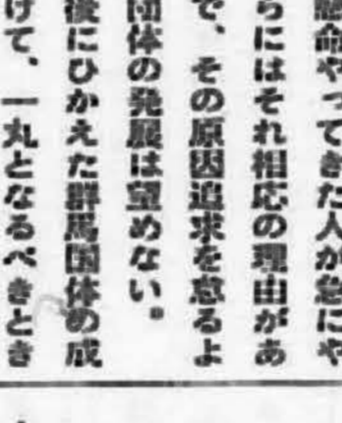 懸命やってきた人が急にや
らにはそれ相応の理由があ
で、その原因追求を怠るよ
団体の発展は望めない。
後にひかえた群馬国体の成
けて、一丸となるべきとき